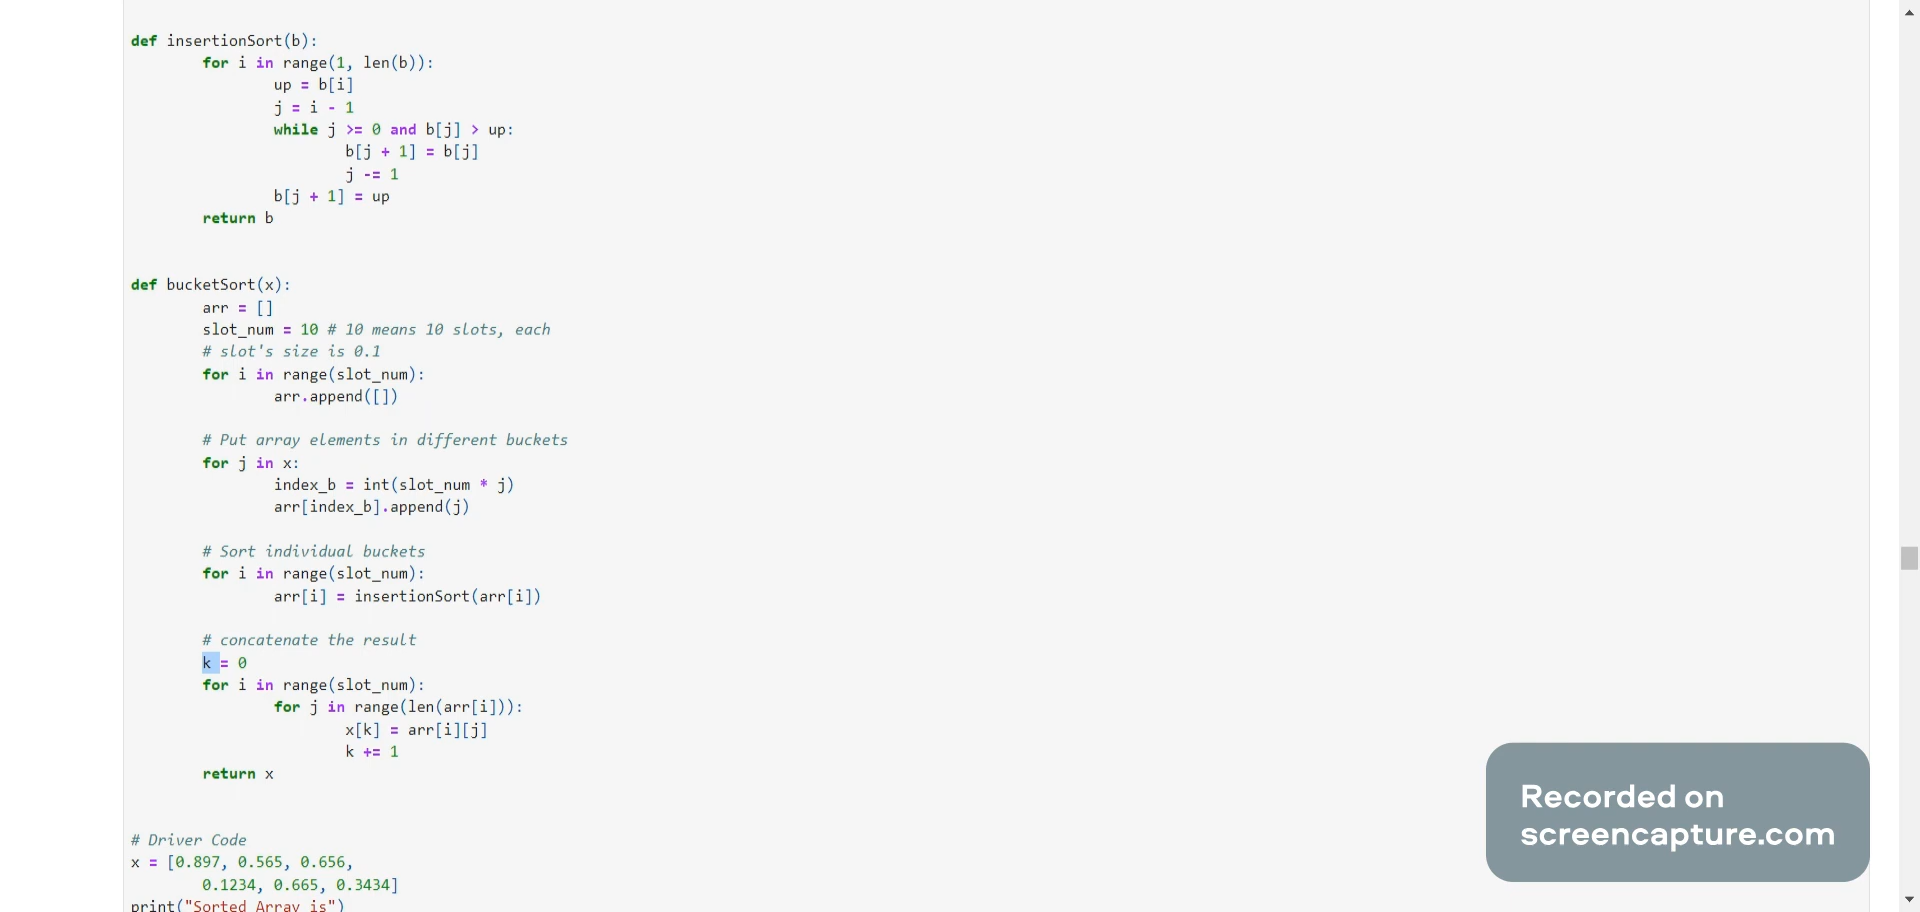 def insertionSort(b):
        for i in range(1, len(b)):
                up = b[i]
                j = i - 1
                while j >= 0 and b[j] > up:
                        b[j + 1] = b[j]
                        j -= 1
                b[j + 1] = up
        return b
def bucketSort(x):
        arr = []
        slot_num = 10 # 10 means 10 slots, each
        # slot's size is 0.1
        for i in range(slot_num):
                arr.append([])
        # Put array elements in different buckets
        for j in x:
                index_b = int(slot_num * j)
                arr[index_b].append(j)
        # Sort individual buckets
        for i in range(slot_num):
                arr[i] = insertionSort(arr[i])
        # concatenate the result
        k = 0
        for i in range(slot_num):
                for j in range(len(arr[i])):
                        x[k] = arr[i][j]
                        k += 1
        return x
# Driver Code
x = [0.897, 0.565, 0.656,
        0.1234, 0.665, 0.3434]
print("Sorted Array is")
Recorded on
screencapture.com